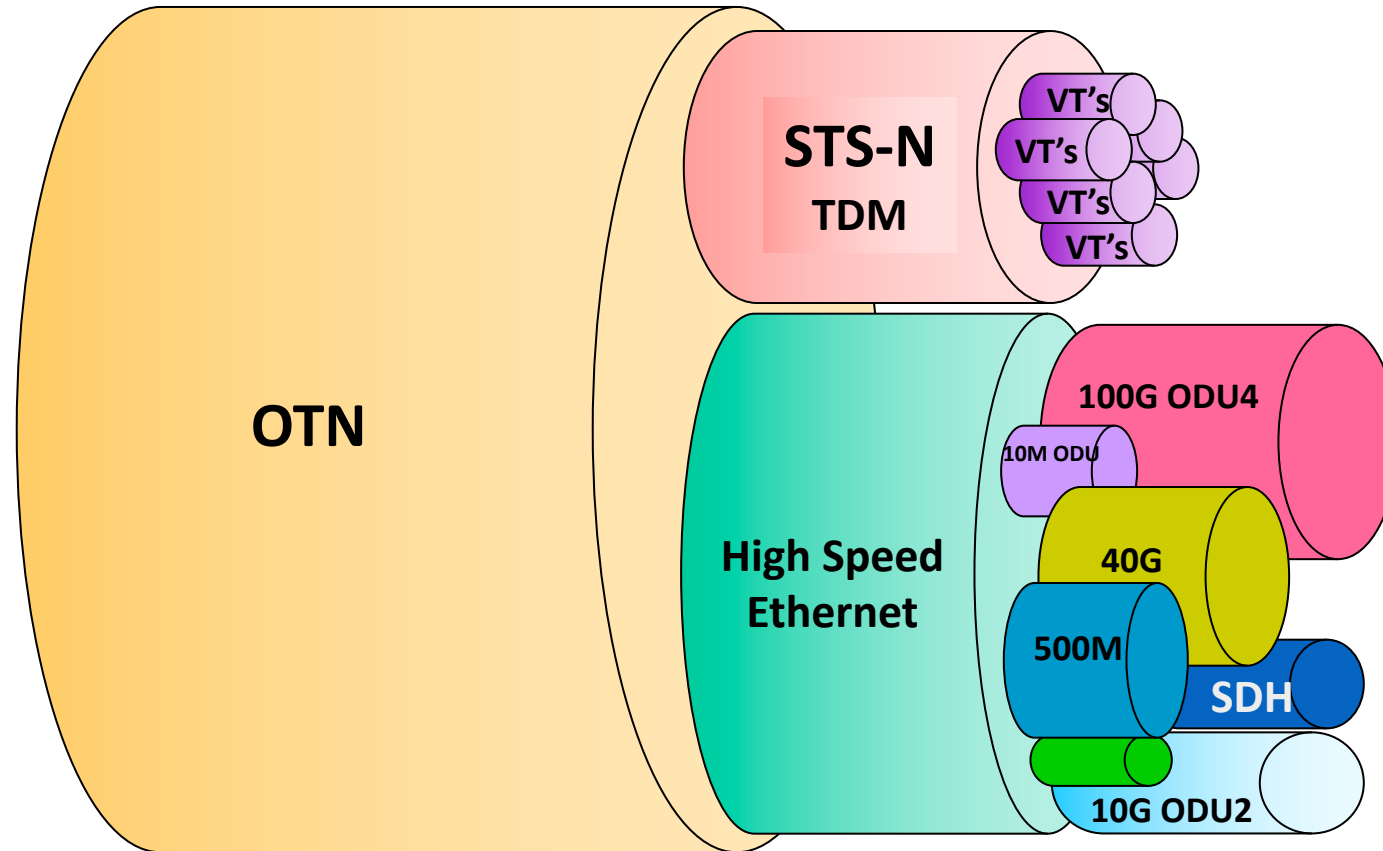 OTN
STS-N
TDM
VT's
VT's
VT's
VT's
High Speed
Ethernet
100G ODU4
10M ODU
40G
500M
SDH
10G ODU2